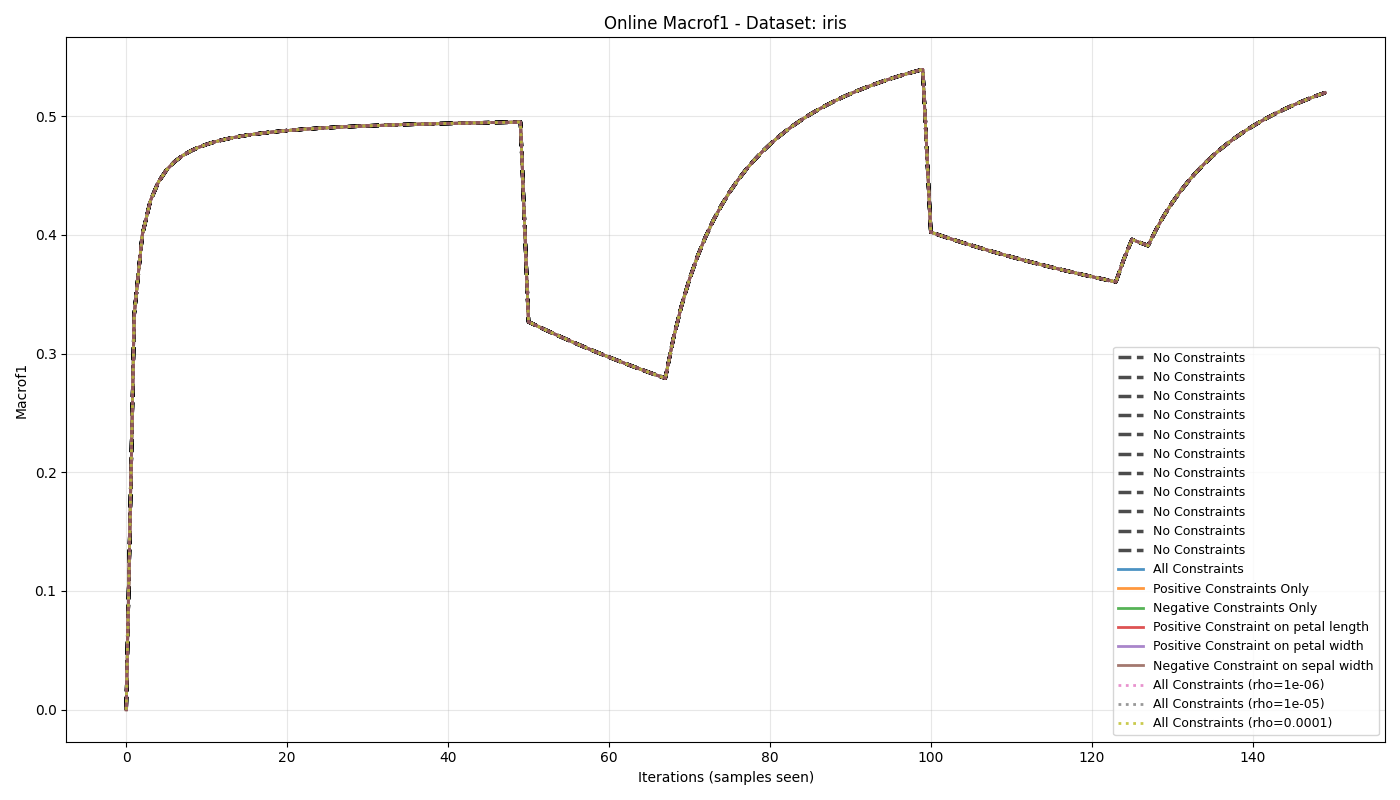 Online Macrof1 - Dataset: iris
Macrof1
0.5
0.4
0.3
0.2
0.1
0.0
No Constraints
No Constraints
No Constraints
No Constraints
No Constraints
No Constraints
No Constraints
No Constraints
No Constraints
No Constraints
No Constraints
All Constraints
Positive Constraints Only
Negative Constraints Only
Positive Constraint on petal length
Positive Constraint on petal width
Negative Constraint on sepal width
All Constraints (rho=1e-06)
All Constraints (rho=1e-05)
All Constraints (rho=0.0001)
0 20 40 60 80 100 120 140
Iterations (samples seen)